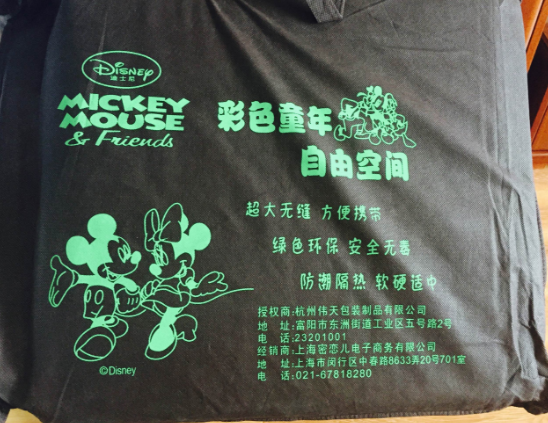 Disney
迪士尼
MICKEY
MOUSE
& Friends
彩色童年
自由空间
超大无缝 方便携带
绿色环保 安全无毒
防潮隔热 软硬适中
授权商:杭州伟天包装制品有限公司
地 址:富阳市东洲街道工业区五号路2号
电 话:23201001
经销商:上海密恋儿电子商务有限公司
地 址:上海市闵行区中春路8633弄20号701室
电 话:021-67818280
©Disney